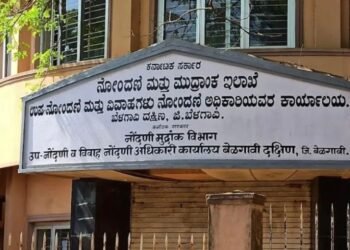 ಕರ್ನಾಟಕ ಸರ್ಕಾರ
ನೋಂದಣಿ ಮತ್ತು ಮುದ್ರಾಂಕ ಇಲಾಖೆ
ಉಪ-ನೋಂದಣಿ ಮತ್ತು ವಿವಾಹಗಳು ನೋಂದಣಿ ಅಧಿಕಾರಿಯವರ ಕಾರ್ಯಾಲಯ.
ಬೆಳಗಾವಿ ದಕ್ಷಿಣ, ಜಿ.ಬೆಳಗಾವಿ.
नोंदणी मुद्रांक विभाग
उप-नोंदणी व विवाह नोंदणी अधिकारी कार्यालय बेळगावी दक्षिण, जि. बेळगावी.